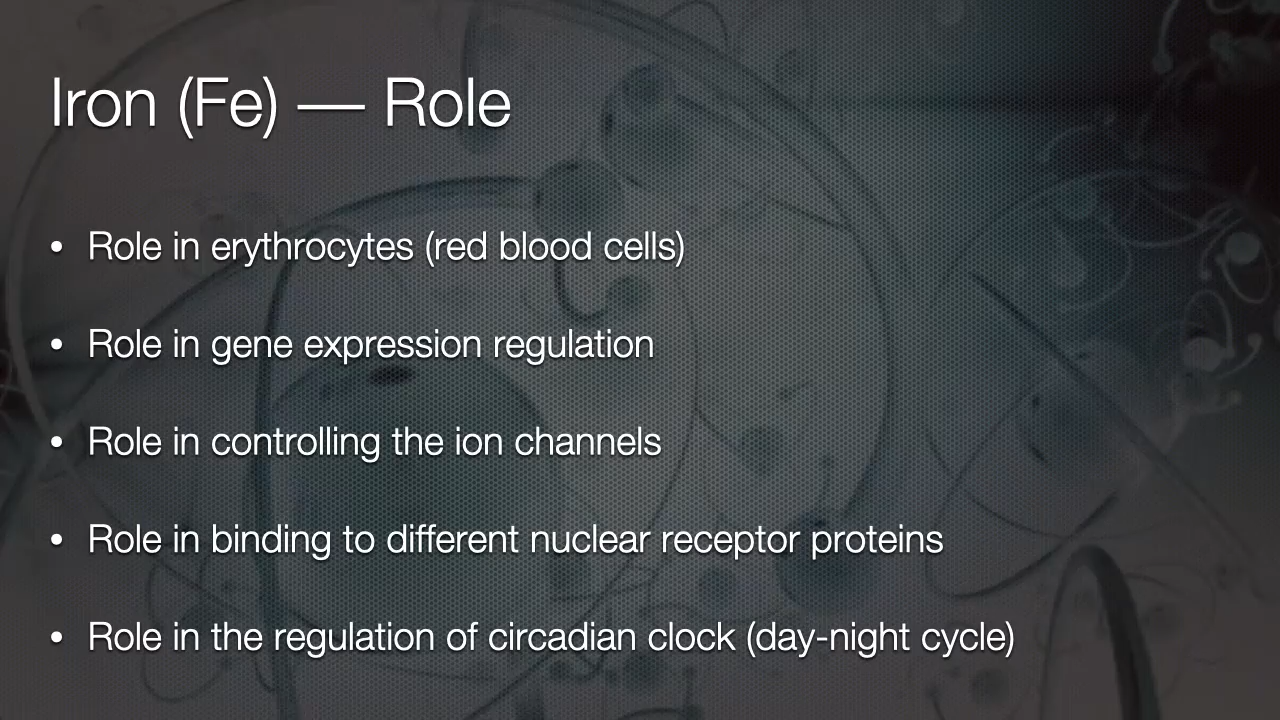 Iron (Fe) — Role
• Role in erythrocytes (red blood cells)
• Role in gene expression regulation
• Role in controlling the ion channels
• Role in binding to different nuclear receptor proteins
• Role in the regulation of circadian clock (day-night cycle)